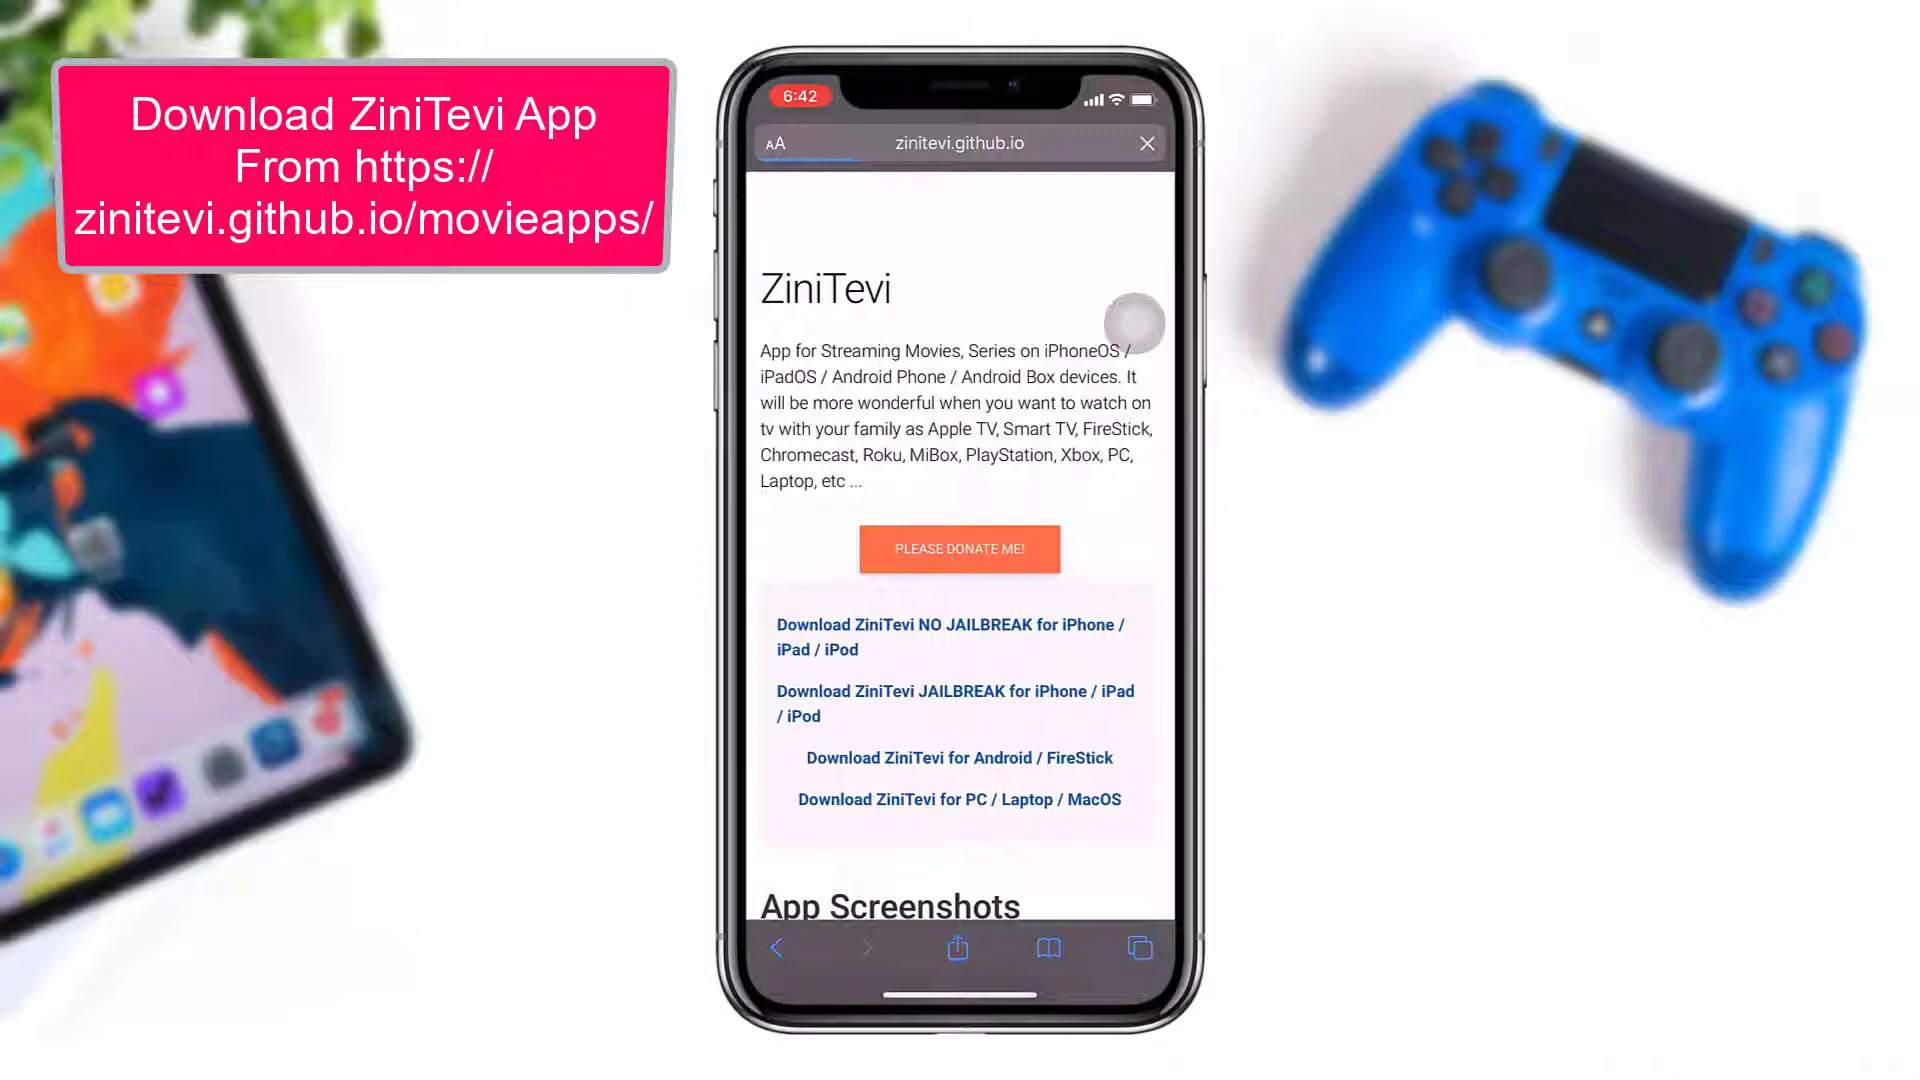 Download ZiniTevi App
From https://
zinitevi.github.io/movieapps/
6:42
AA
zinitevi.github.io
ZiniTevi
App for Streaming Movies, Series on iPhoneOS /
iPadOS / Android Phone / Android Box devices. It
will be more wonderful when you want to watch on
tv with your family as Apple TV, Smart TV, FireStick,
Chromecast, Roku, MiBox, PlayStation, Xbox, PC,
Laptop, etc ...
PLEASE DONATE ME!
Download ZiniTevi NO JAILBREAK for iPhone /
iPad / iPod
Download ZiniTevi JAILBREAK for iPhone / iPad
/ iPod
Download ZiniTevi for Android / FireStick
Download ZiniTevi for PC / Laptop / MacOS
App Screenshots